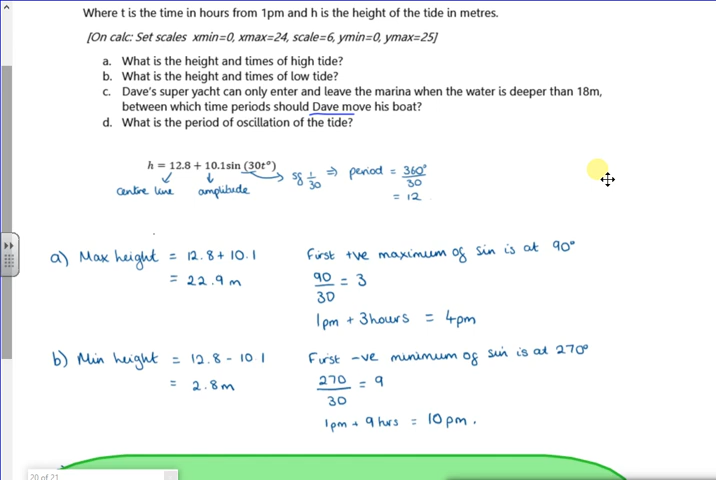 Where t is the time in hours from 1pm and h is the height of the tide in metres.
[On calc: Set scales xmin=0, xmax=24, scale=6, ymin=0, ymax=25]
a. What is the height and times of high tide?
b. What is the height and times of low tide?
c. Dave's super yacht can only enter and leave the marina when the water is deeper than 18m,
between which time periods should Dave move his boat?
d. What is the period of oscillation of the tide?
h = 12.8 + 10.1sin (30t°)
centre line amplitude sf 1/30 ⇒ period = 360°/30
= 12
a) Max height = 12.8 + 10.1
= 22.9 m
First +ve maximum of sin is at 90°
90/30 = 3
1pm + 3hours = 4pm
b) Min height = 12.8 - 10 1
= 2.8m
First -ve minimum of sin is at 270°
270/30 = 9
1pm + 9 hrs = 10pm.
20 of 21